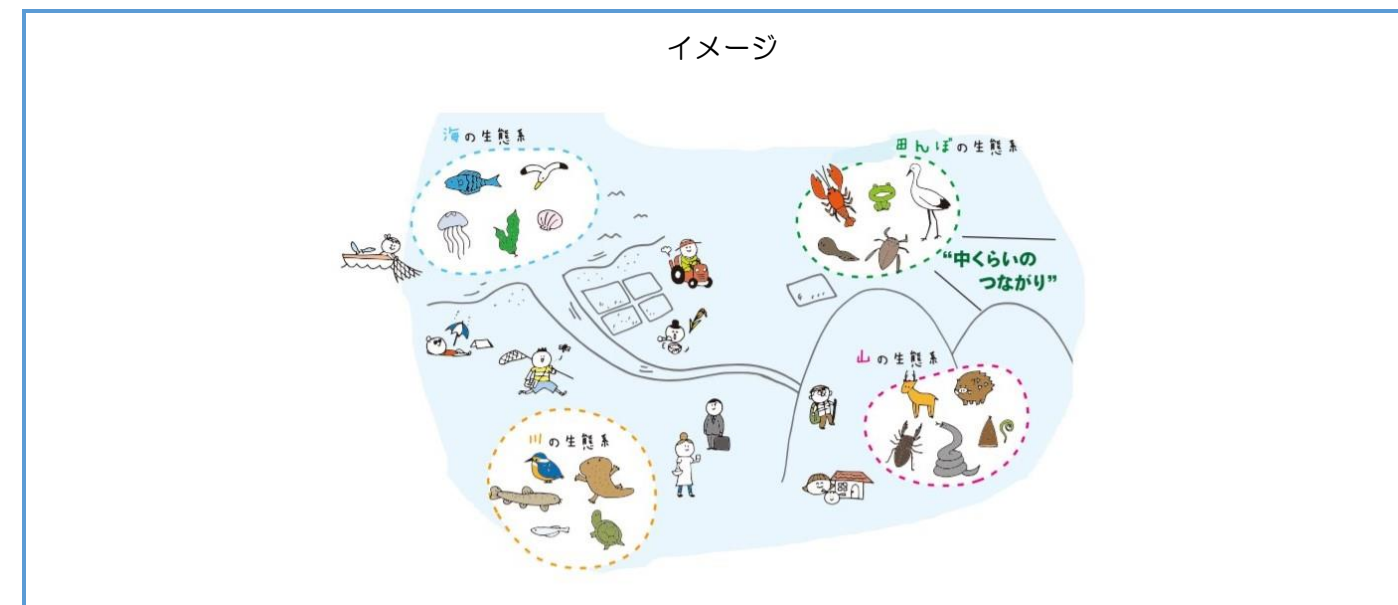 イメージ
海の生態系
田んぼの生態系
“中くらいの
つながり”
山の生態系
川の生態系